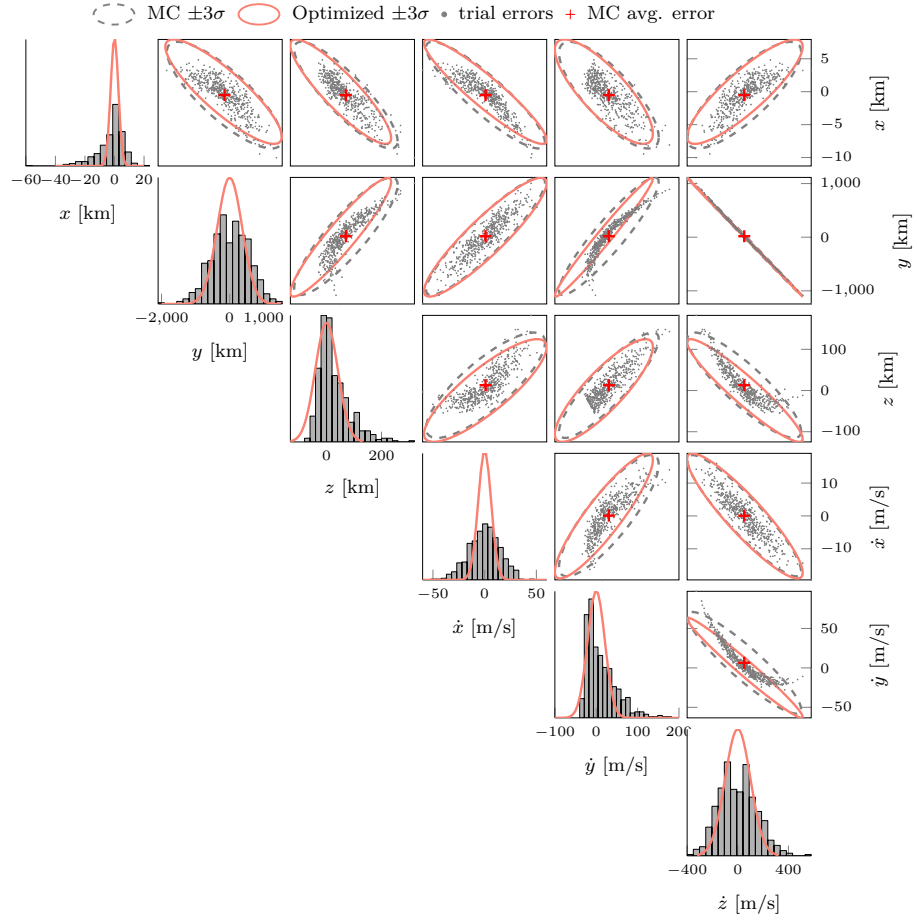 MC ±3σ Optimized ±3σ trial errors MC avg. error
5
0
−5
−10
x [km]
−60 −40 −20 0 20
x [km]
1,000
0
−1,000
y [km]
−2,000 0 1,000
y [km]
100
0
−100
z [km]
0 200
z [km]
10
0
−10
ẋ [m/s]
−50 0 50
ẋ [m/s]
50
0
−50
ẏ [m/s]
−100 0 100 200
ẏ [m/s]
−400 0 400
ż [m/s]